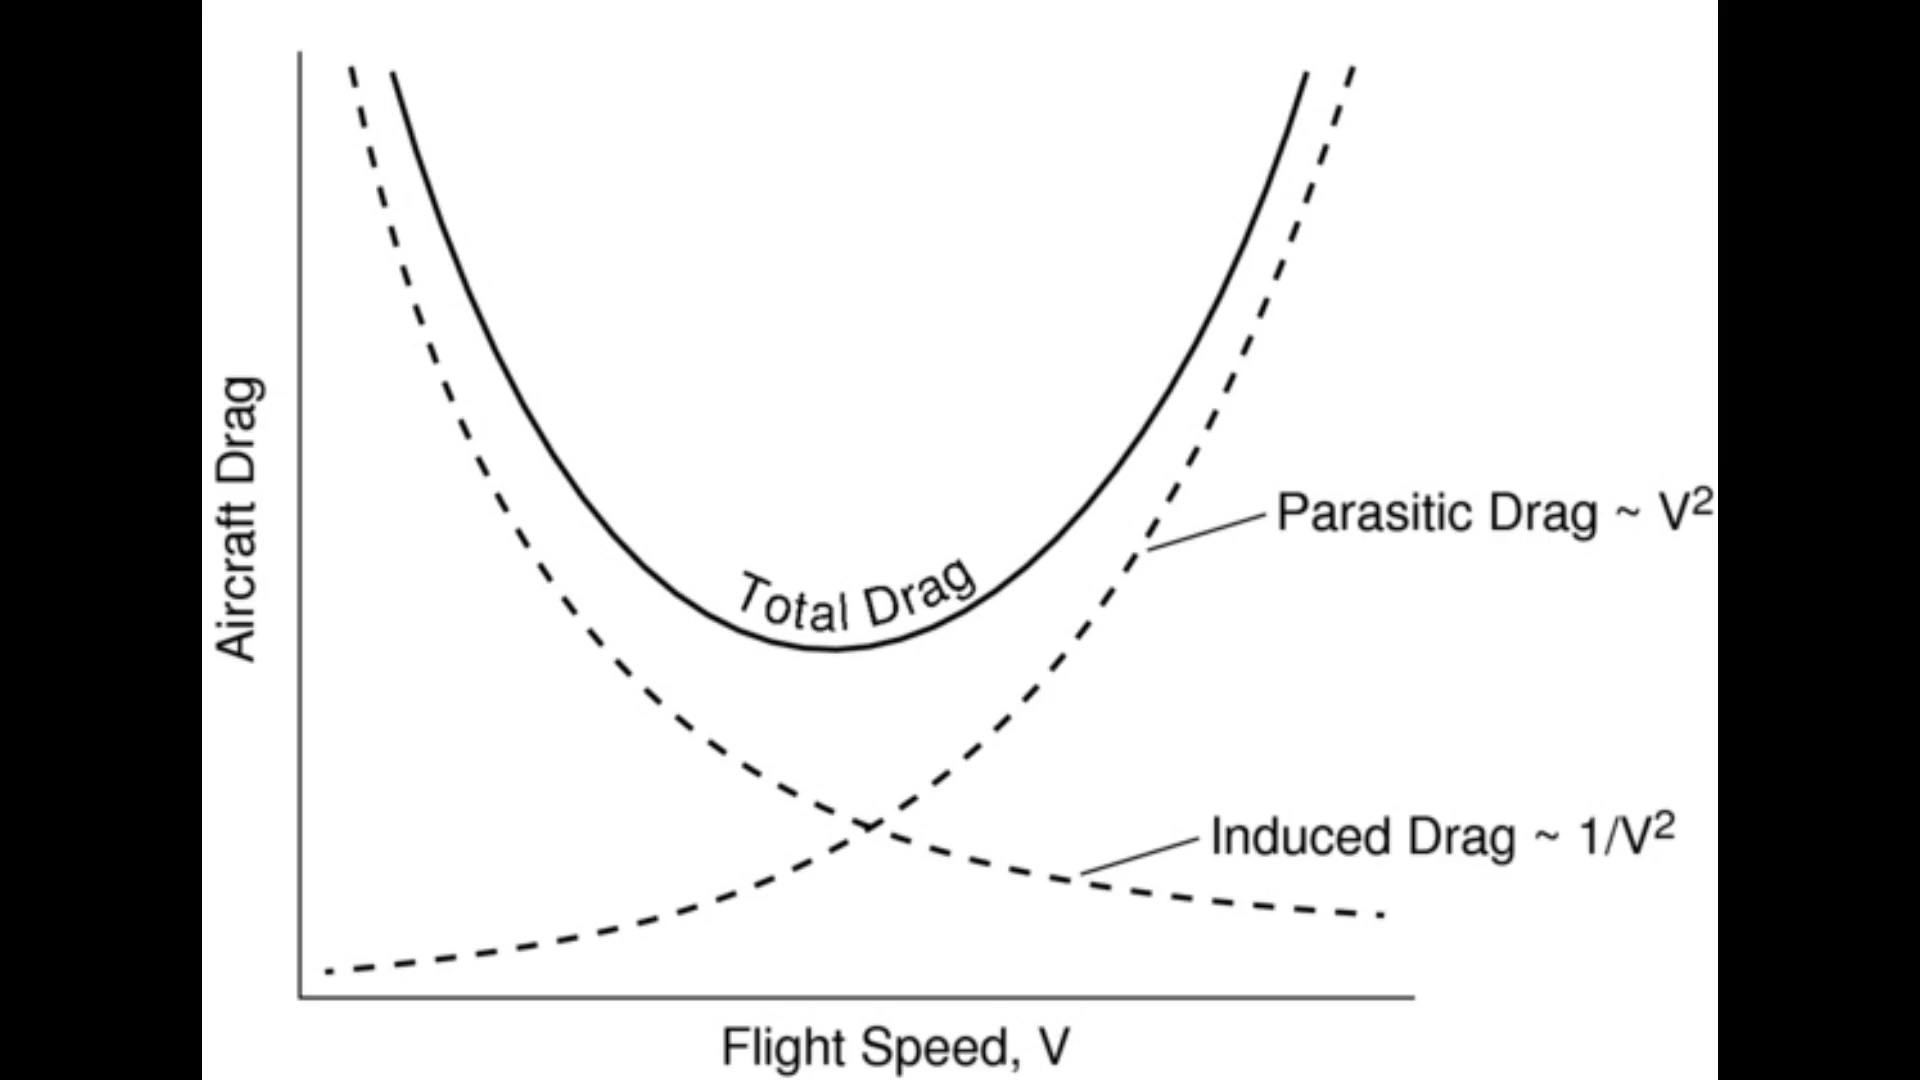 Aircraft Drag
Total Drag
Parasitic Drag ~ V²
Induced Drag ~ 1/V²
Flight Speed, V